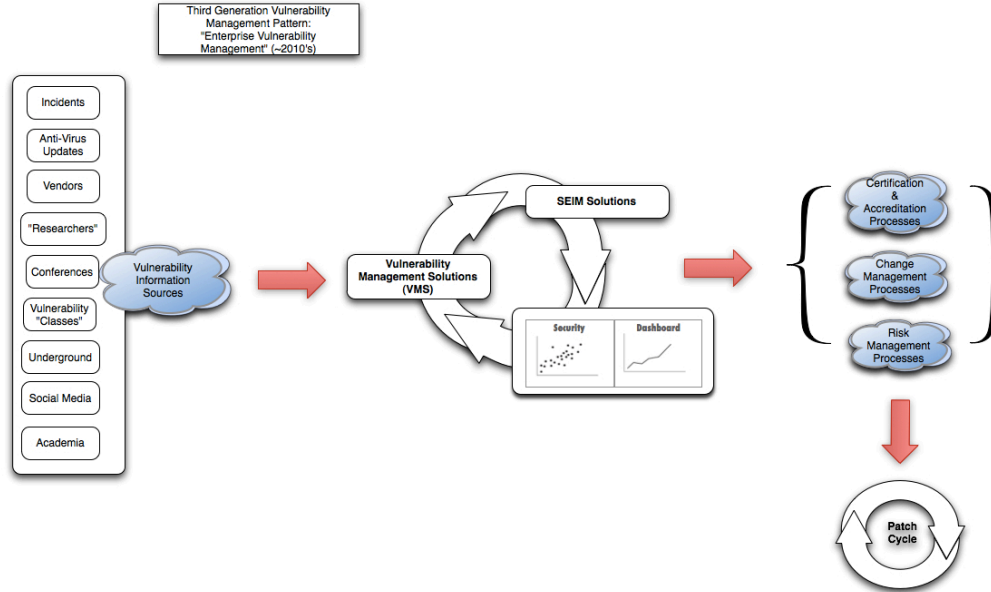 Third Generation Vulnerability
Management Pattern:
"Enterprise Vulnerability
Management" (~2010's)
Incidents
Anti-Virus
Updates
Vendors
"Researchers"
Conferences
Vulnerability
"Classes"
Underground
Social Media
Academia
Vulnerability
Information
Sources
SEIM Solutions
Vulnerability
Management Solutions
(VMS)
Security
Dashboard
Certification
&
Accreditation
Processes
Change
Management
Processes
Risk
Management
Processes
Patch
Cycle